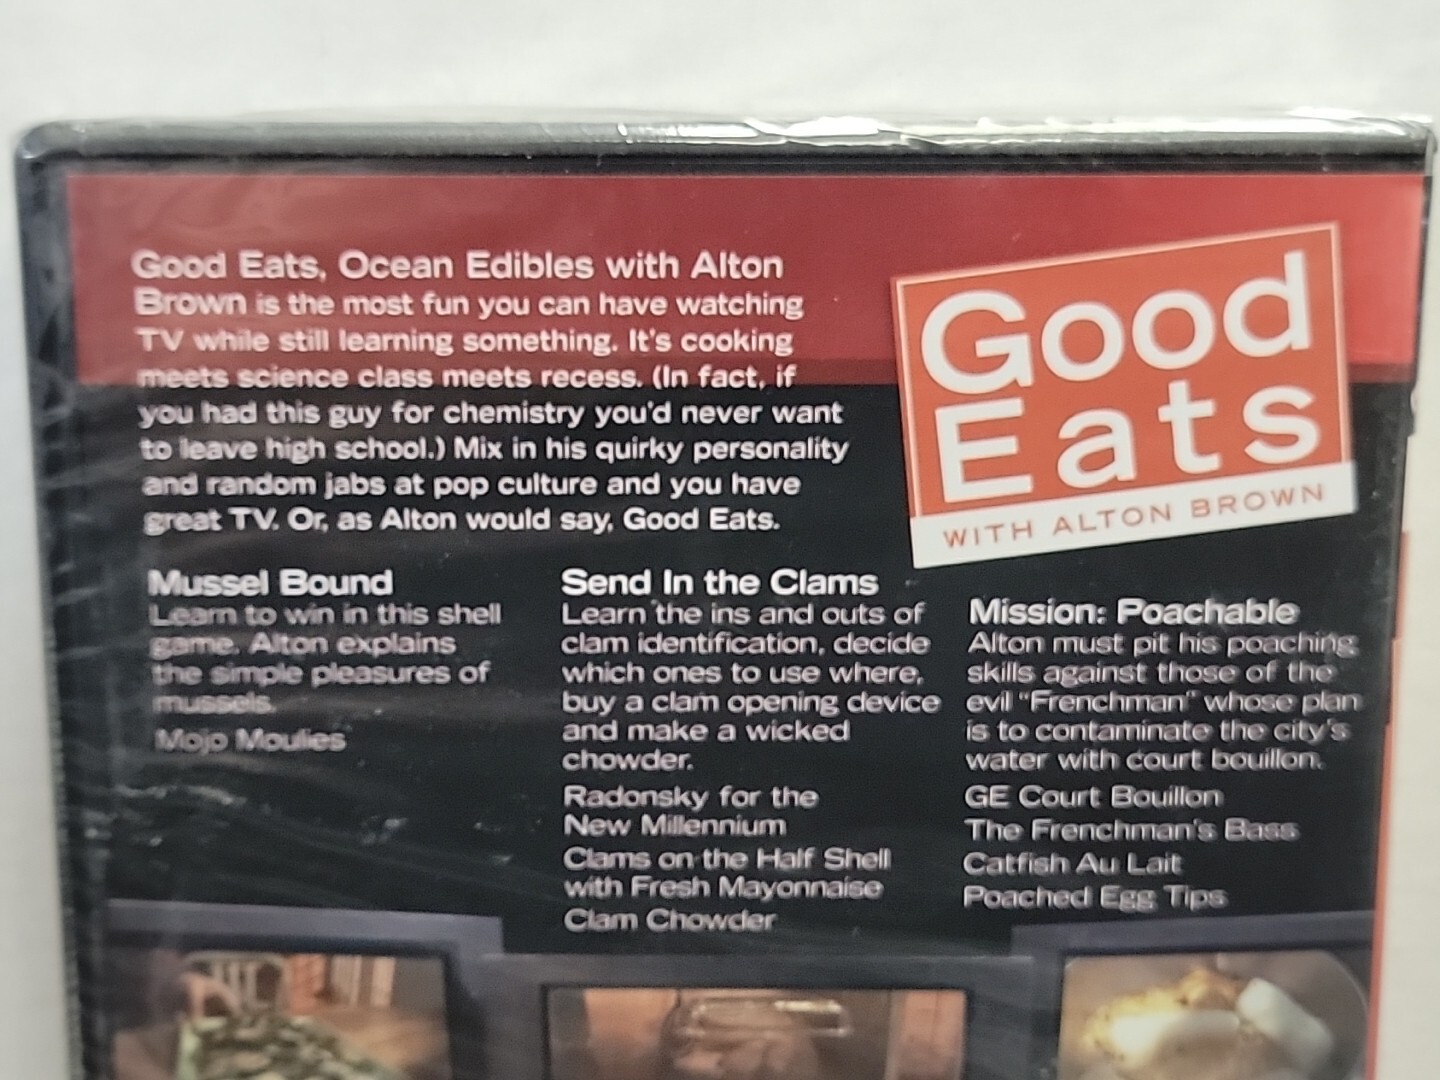 Good Eats, Ocean Edibles with Alton
Brown is the most fun you can have watching
TV while still learning something. It's cooking
meets science class meets recess. (In fact, if
you had this guy for chemistry you'd never want
to leave high school.) Mix in his quirky personality
and random jabs at pop culture and you have
great TV. Or, as Alton would say, Good Eats.
Good
Eats
WITH ALTON BROWN
Mussel Bound
Learn to win in this shell
game. Alton explains
the simple pleasures of
mussels.
Mojo Moulies
Send In the Clams
Learn the ins and outs of
clam identification, decide
which ones to use where,
buy a clam opening device
and make a wicked
chowder.
Radonsky for the
New Millennium
Clams on the Half Shell
with Fresh Mayonnaise
Clam Chowder
Mission: Poachable
Alton must pit his poaching
skills against those of the
evil "Frenchman" whose plan
is to contaminate the city's
water with court bouillon.
GE Court Bouillon
The Frenchman's Bass
Catfish Au Lait
Poached Egg Tips